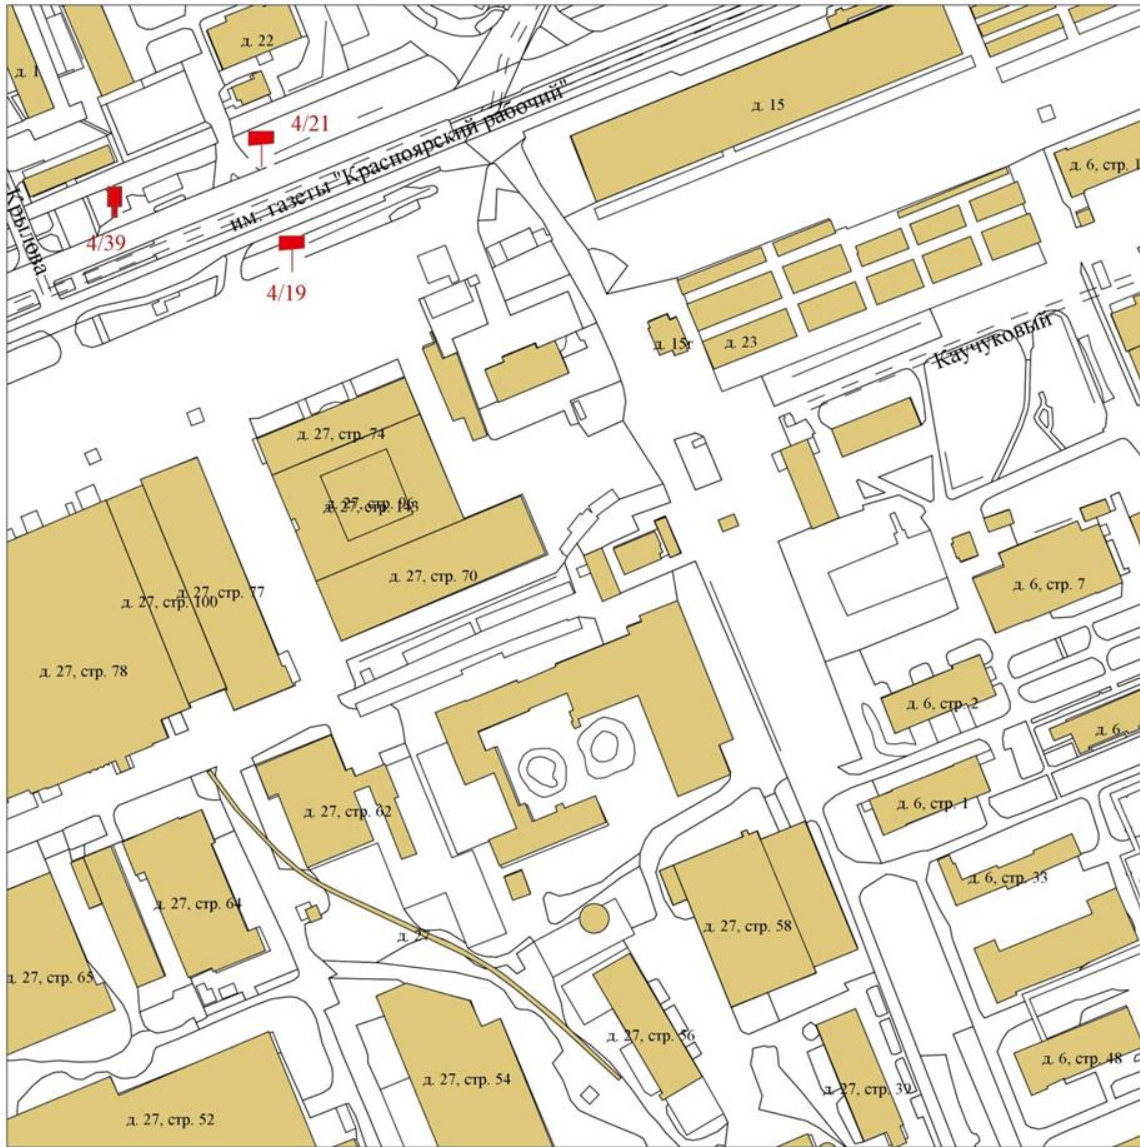 д. 22
д. 1
4/21
д. 15
им. газеты "Красноярский рабочий"
д. 6, стр. 1
Крылова
4/39
4/19
д. 15г
д. 23
Каучуковый
д. 27, стр. 74
д. 27, стр. 96
д. 27, стр. 143
д. 27, стр. 70
д. 6, стр. 7
д. 27, стр. 77
д. 27, стр. 100
д. 27, стр. 78
д. 6, стр. 2
д. 6
д. 27, стр. 62
д. 6, стр. 1
д. 6, стр. 33
д. 27, стр. 64
д. 27, стр. 58
д. 27
д. 27, стр. 65
д. 27, стр. 56
д. 6, стр. 48
д. 27, стр. 54
д. 27, стр. 39
д. 27, стр. 52